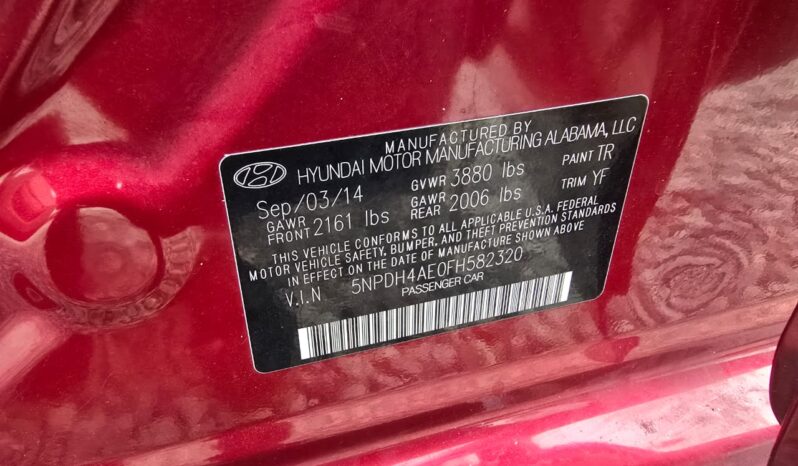 MANUFACTURED BY
HYUNDAI MOTOR MANUFACTURING ALABAMA, LLC
Sep/03/14 GVWR 3880 lbs PAINT TR
GAWR FRONT 2161 lbs GAWR REAR 2006 lbs TRIM YF
THIS VEHICLE CONFORMS TO ALL APPLICABLE U.S.A. FEDERAL
MOTOR VEHICLE SAFETY, BUMPER, AND THEFT PREVENTION STANDARDS
IN EFFECT ON THE DATE OF MANUFACTURE SHOWN ABOVE
V.I.N 5NPDH4AE0FH582320
PASSENGER CAR